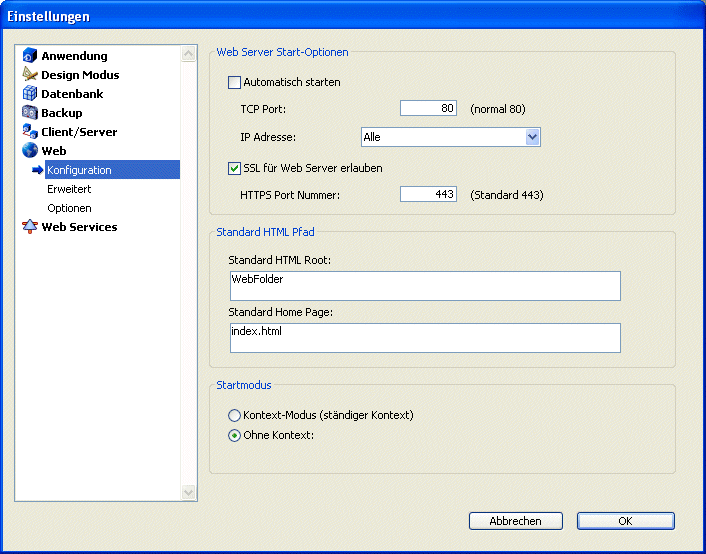 Einstellungen
Anwendung
Design Modus
Datenbank
Backup
Client/Server
Web
Konfiguration
Erweitert
Optionen
Web Services
Web Server Start-Optionen
Automatisch starten
TCP Port: 80 (normal 80)
IP Adresse: Alle
SSL für Web Server erlauben
HTTPS Port Nummer: 443 (Standard 443)
Standard HTML Pfad
Standard HTML Root:
WebFolder
Standard Home Page:
index.html
Startmodus
Kontext-Modus (ständiger Kontext)
Ohne Kontext:
Abbrechen OK